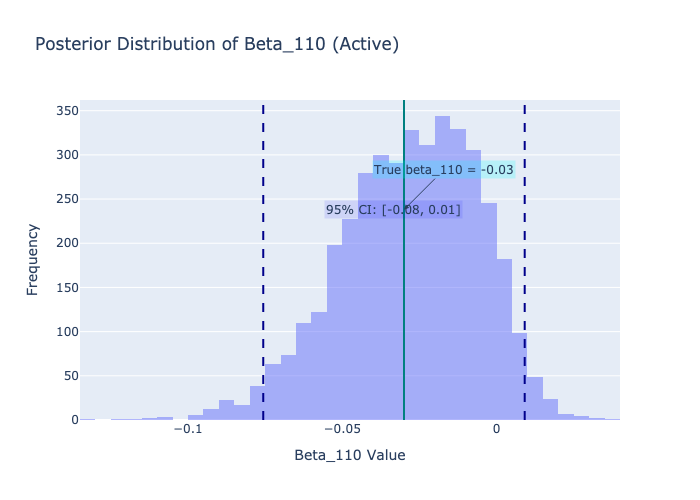 Posterior Distribution of Beta_110 (Active)
350
300
250
200
150
100
50
0
Frequency
True beta_110 = -0.03
95% CI: [-0.08, 0.01]
−0.1
−0.05
0
Beta_110 Value